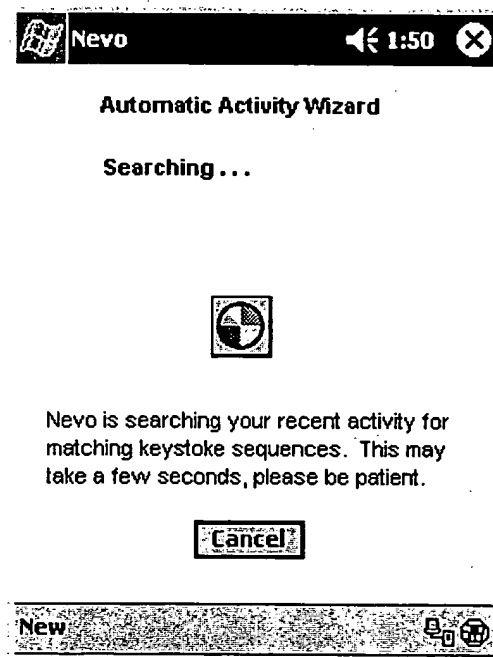 Nevo 1:50
Automatic Activity Wizard
Searching...
Nevo is searching your recent activity for
matching keystoke sequences. This may
take a few seconds, please be patient.
Cancel
New